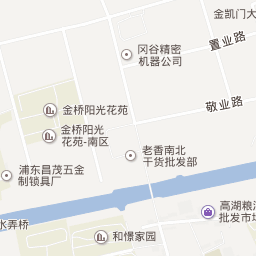 金凯门大
置业路
冈谷精密
机器公司
敬业路
金桥阳光花苑
金桥阳光
花苑-南区
老香南北
干货批发部
浦东昌茂五金
制锁具厂
水弄桥
高湖粮油
批发市场
和憬家园